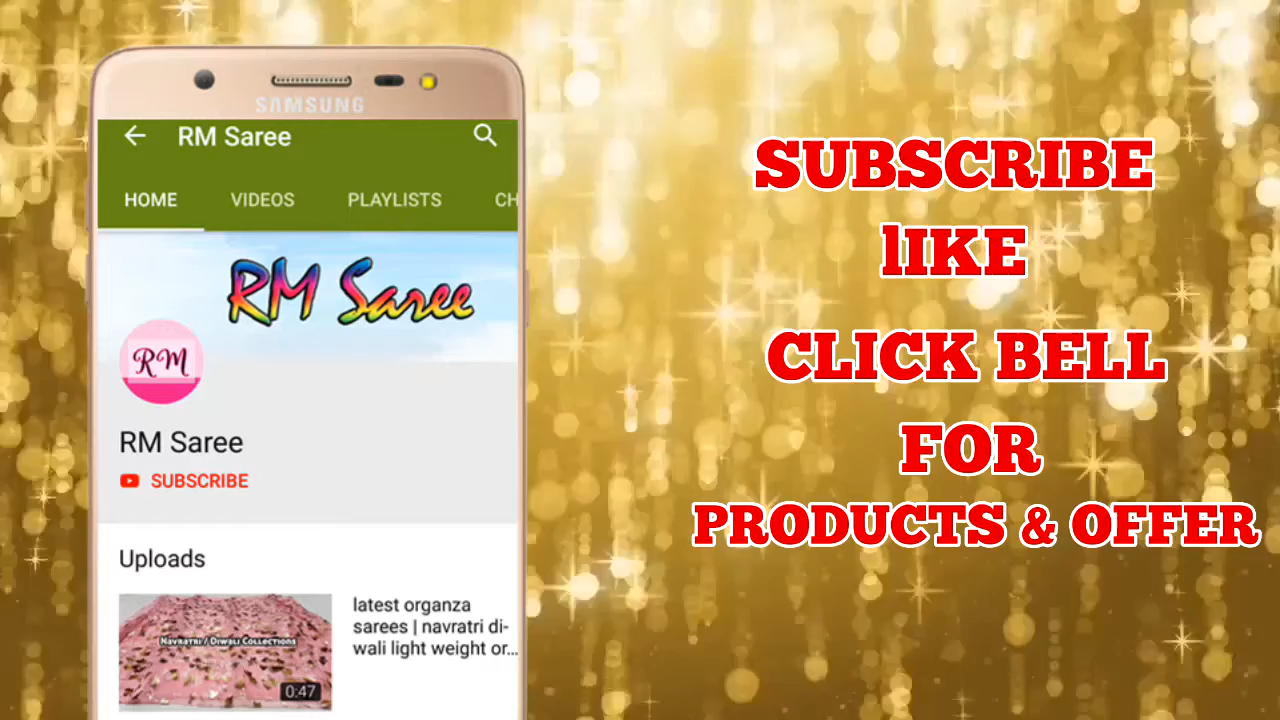 SAMSUNG
RM Saree
HOME VIDEOS PLAYLISTS CH
RM Saree
RM
RM Saree
SUBSCRIBE
Uploads
NAVRATRI / DIWALI COLLECTIONS
0:47
latest organza
sarees | navratri di-
wali light weight or...
SUBSCRIBE
lIKE
CLICK BELL
FOR
PRODUCTS & OFFER